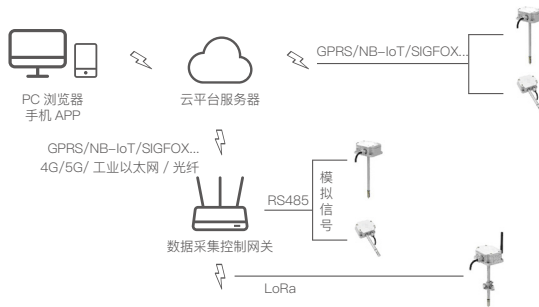 GPRS/NB-IoT/SIGFOX...
PC 浏览器
手机 APP
云平台服务器
GPRS/NB-IoT/SIGFOX...
4G/5G/ 工业以太网 / 光纤
RS485
模拟信号
数据采集控制网关
LoRa